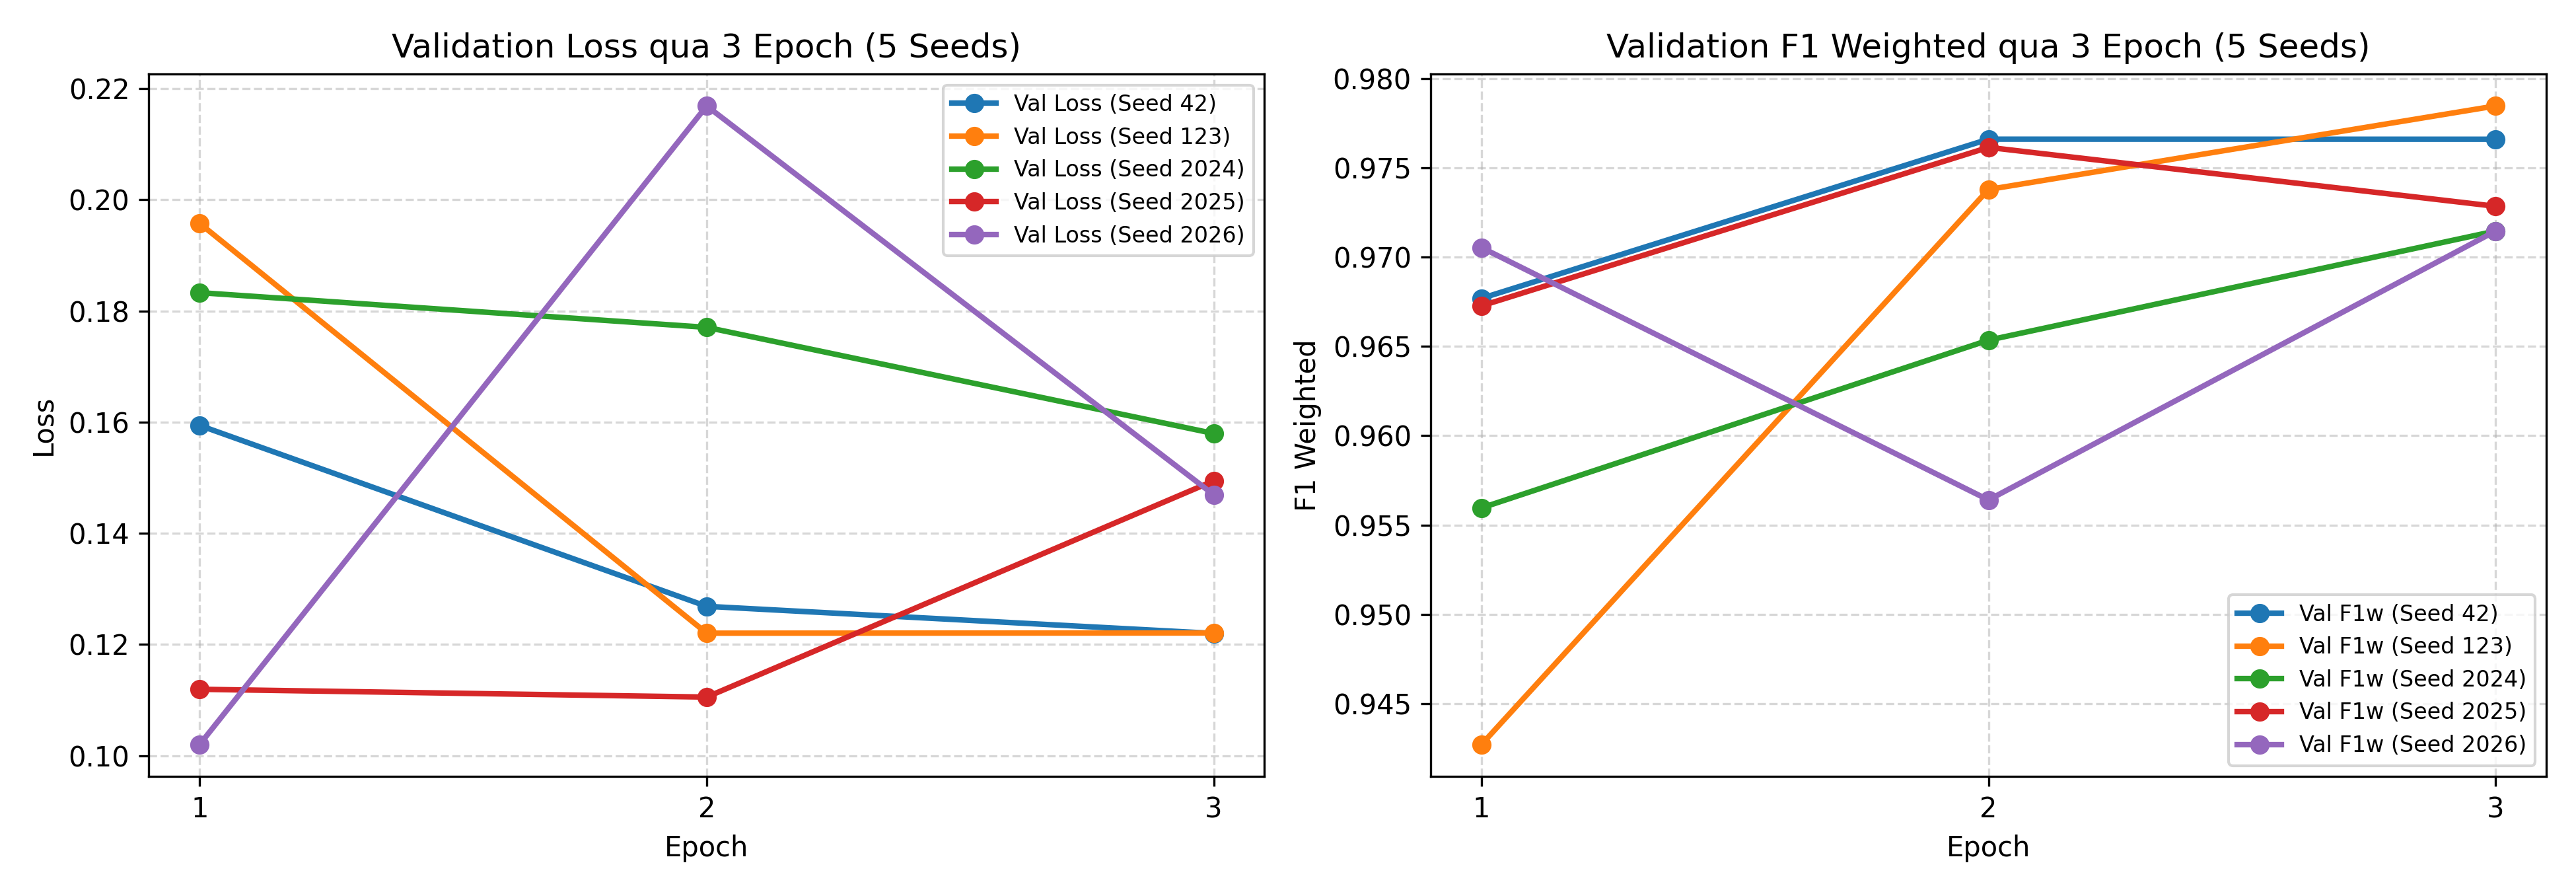 Validation Loss qua 3 Epoch (5 Seeds)
0.22
0.20
0.18
0.16
0.14
0.12
0.10
Loss
1
2
3
Epoch
Val Loss (Seed 42)
Val Loss (Seed 123)
Val Loss (Seed 2024)
Val Loss (Seed 2025)
Val Loss (Seed 2026)
Validation F1 Weighted qua 3 Epoch (5 Seeds)
0.980
0.975
0.970
0.965
0.960
0.955
0.950
0.945
F1 Weighted
1
2
3
Epoch
Val F1w (Seed 42)
Val F1w (Seed 123)
Val F1w (Seed 2024)
Val F1w (Seed 2025)
Val F1w (Seed 2026)